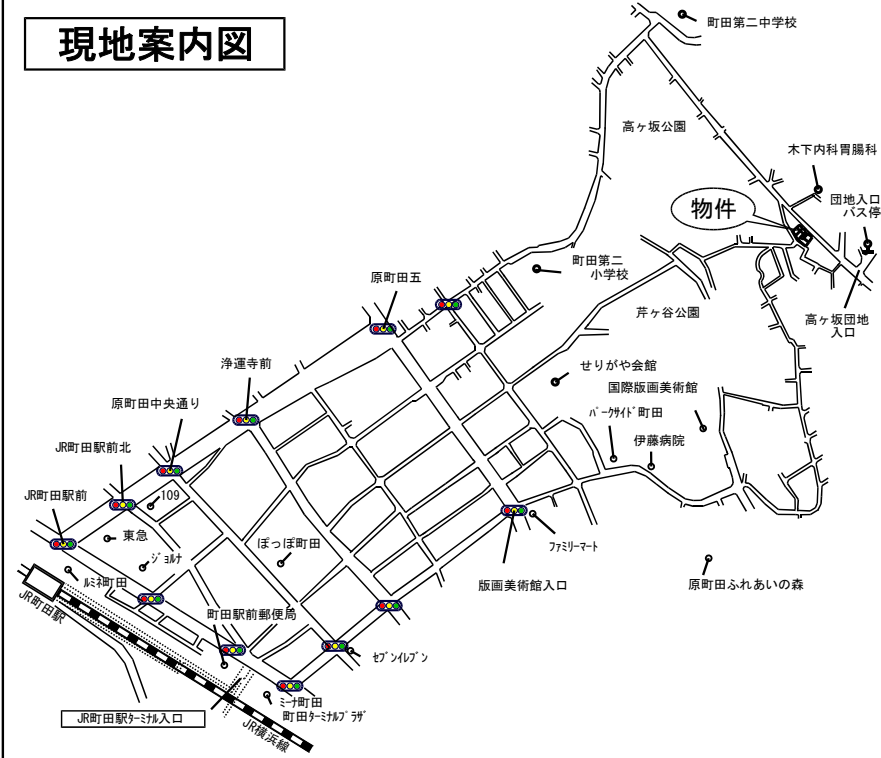 現地案内図
町田第二中学校
高ヶ坂公園
木下内科胃腸科
団地入口
バス停
物件
町田第二
小学校
原町田五
芹ヶ谷公園
高ヶ坂団地
入口
浄運寺前
せりがや会館
国際版画美術館
原町田中央通り
ﾊﾟｰｸｻｲﾄﾞ町田
伊藤病院
JR町田駅前北
JR町田駅前
109
東急
ｼﾞｮﾙﾅ
ぽっぽ町田
ﾌｧﾐﾘｰﾏｰﾄ
ﾙﾐﾈ町田
版画美術館入口
原町田ふれあいの森
JR町田駅
町田駅前郵便局
ｾﾌﾞﾝｲﾚﾌﾞﾝ
ﾐｰﾅ町田
町田ﾀｰﾐﾅﾙﾌﾟﾗｻﾞ
JR町田駅ﾀｰﾐﾅﾙ入口
JR横浜線